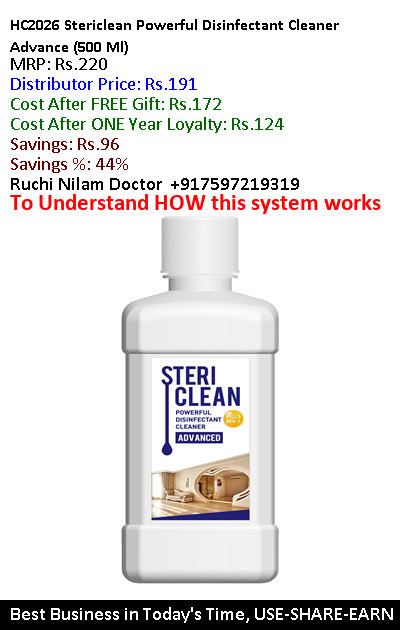 HC2026 Stericlean Powerful Disinfectant Cleaner
Advance (500 Ml)
MRP: Rs.220
Distributor Price: Rs.191
Cost After FREE Gift: Rs.172
Cost After ONE Year Loyalty: Rs.124
Savings: Rs.96
Savings %: 44%
Ruchi Nilam Doctor +917597219319
To Understand HOW this system works
STERI
CLEAN
POWERFUL
DISINFECTANT
CLEANER
ADVANCED
Best Business in Today's Time, USE-SHARE-EARN